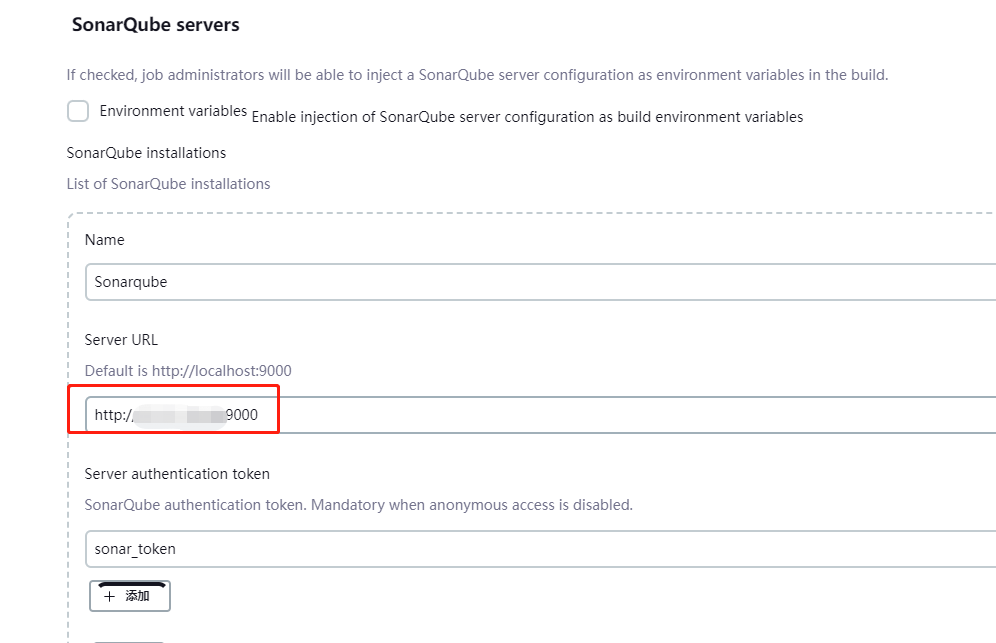 SonarQube servers
If checked, job administrators will be able to inject a SonarQube server configuration as environment variables in the build.
Environment variables Enable injection of SonarQube server configuration as build environment variables
SonarQube installations
List of SonarQube installations
Name
Sonarqube
Server URL
Default is http://localhost:9000
http:/ 9000
Server authentication token
SonarQube authentication token. Mandatory when anonymous access is disabled.
sonar_token
+ 添加